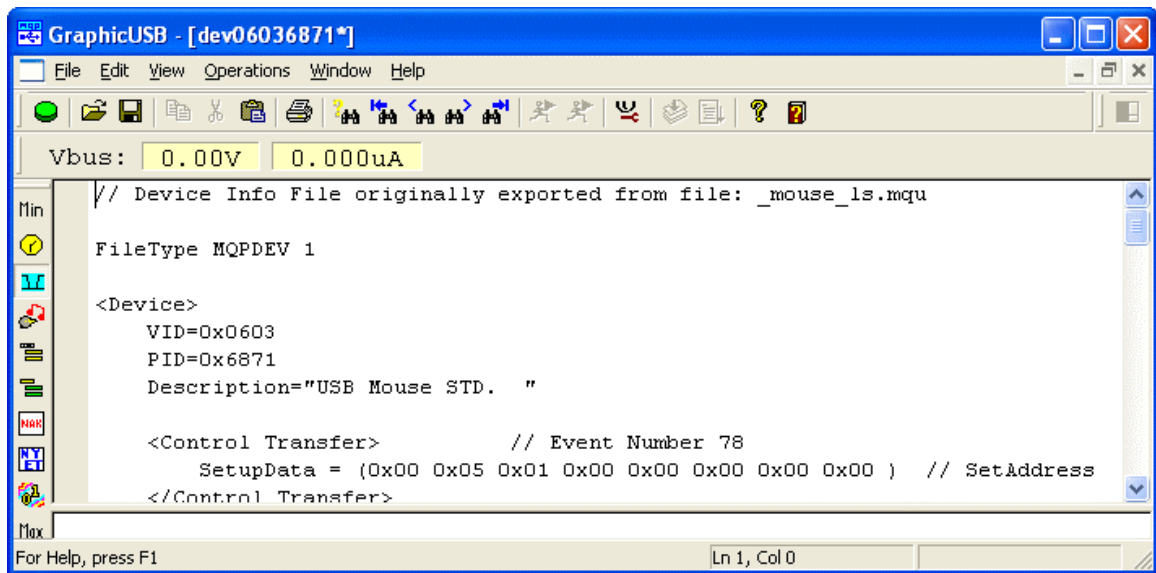 GraphicUSB - [dev06036871*]
File Edit View Operations Window Help
Vbus: 0.00V 0.000uA
Min
// Device Info File originally exported from file: _mouse_ls.mqu
FileType MQPDEV 1
<Device>
VID=0x0603
PID=0x6871
Description="USB Mouse STD.  "
<Control Transfer> // Event Number 78
SetupData = (0x00 0x05 0x01 0x00 0x00 0x00 0x00 0x00 ) // SetAddress
</Control Transfer>
NAK
NYET
Max
For Help, press F1
Ln 1, Col 0